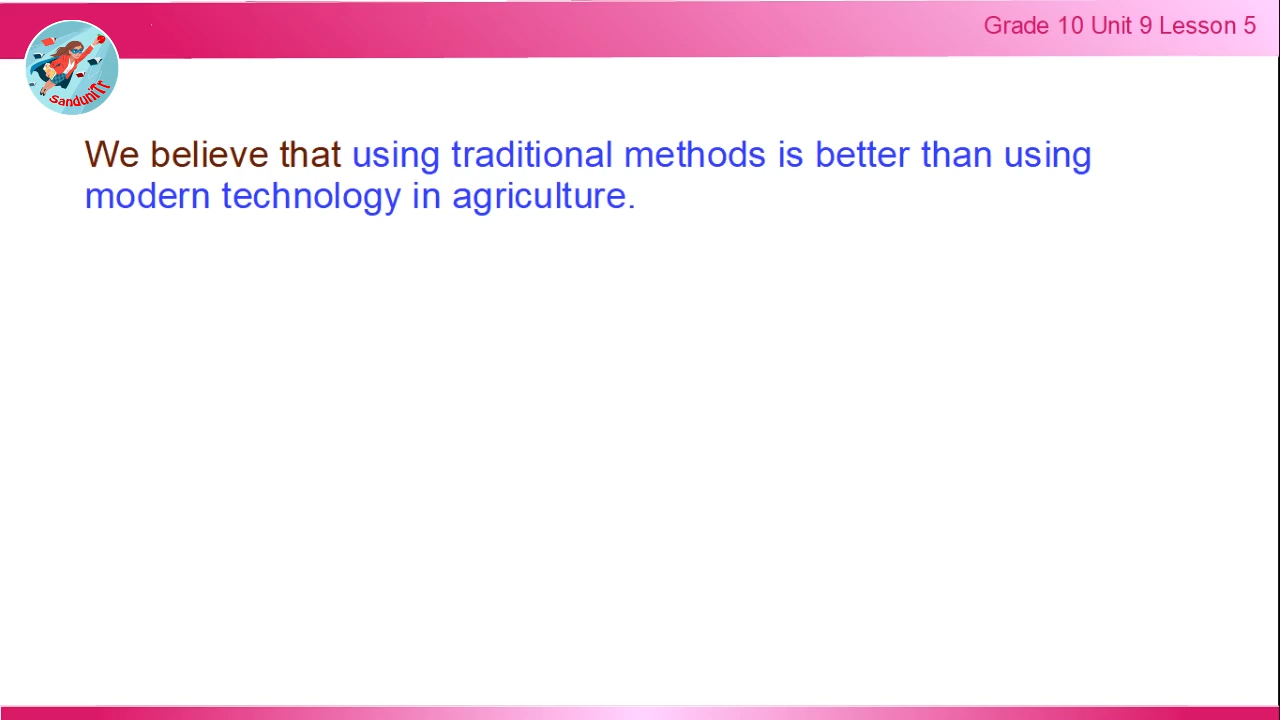 Grade 10 Unit 9 Lesson 5
SanduniTr
We believe that using traditional methods is better than using
modern technology in agriculture.